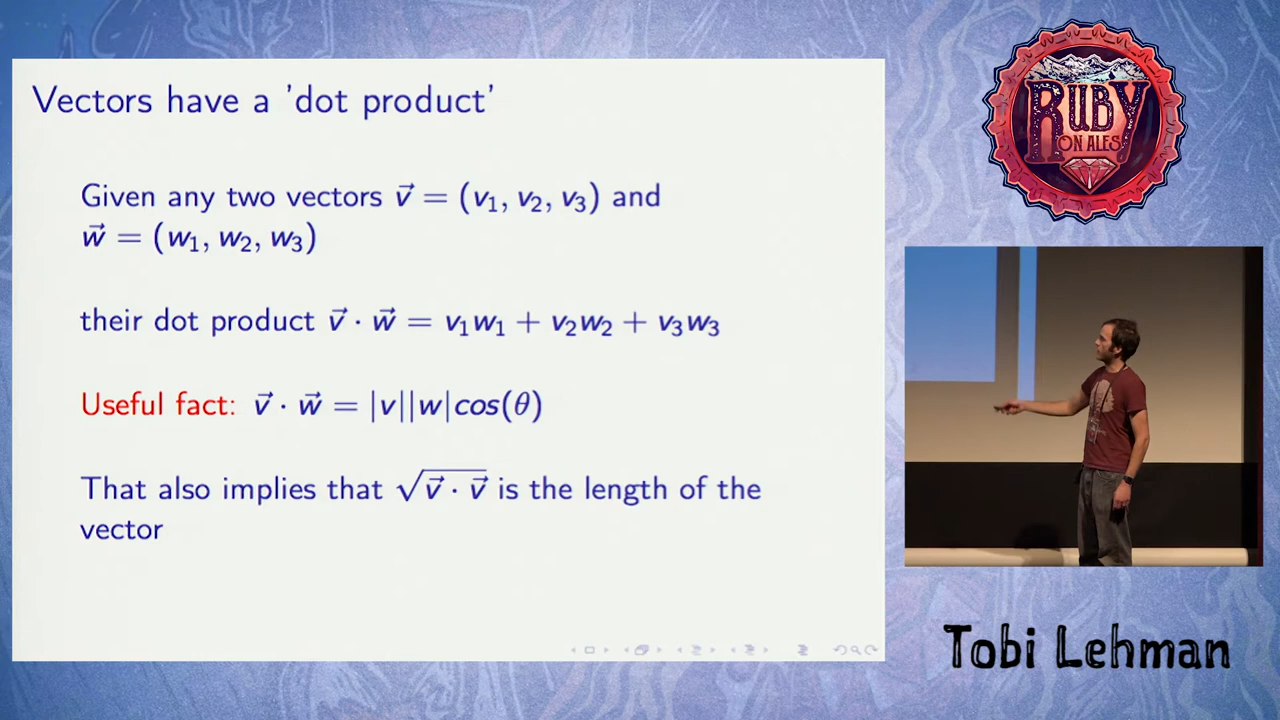 Vectors have a 'dot product'
Given any two vectors v⃗ = (v₁, v₂, v₃) and
w⃗ = (w₁, w₂, w₃)
their dot product v⃗ · w⃗ = v₁w₁ + v₂w₂ + v₃w₃
Useful fact: v⃗ · w⃗ = |v||w|cos(θ)
That also implies that √(v⃗ · v⃗) is the length of the
vector
RUBY
ON ALES
Tobi Lehman